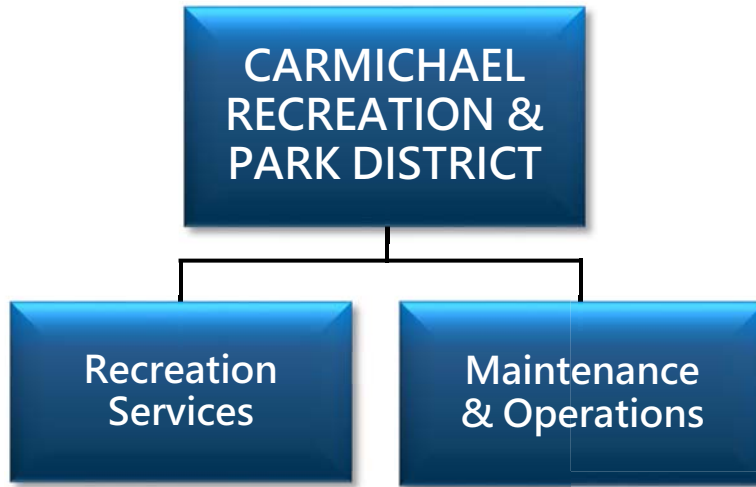 CARMICHAEL
RECREATION &
PARK DISTRICT
Recreation
Services
Maintenance
& Operations